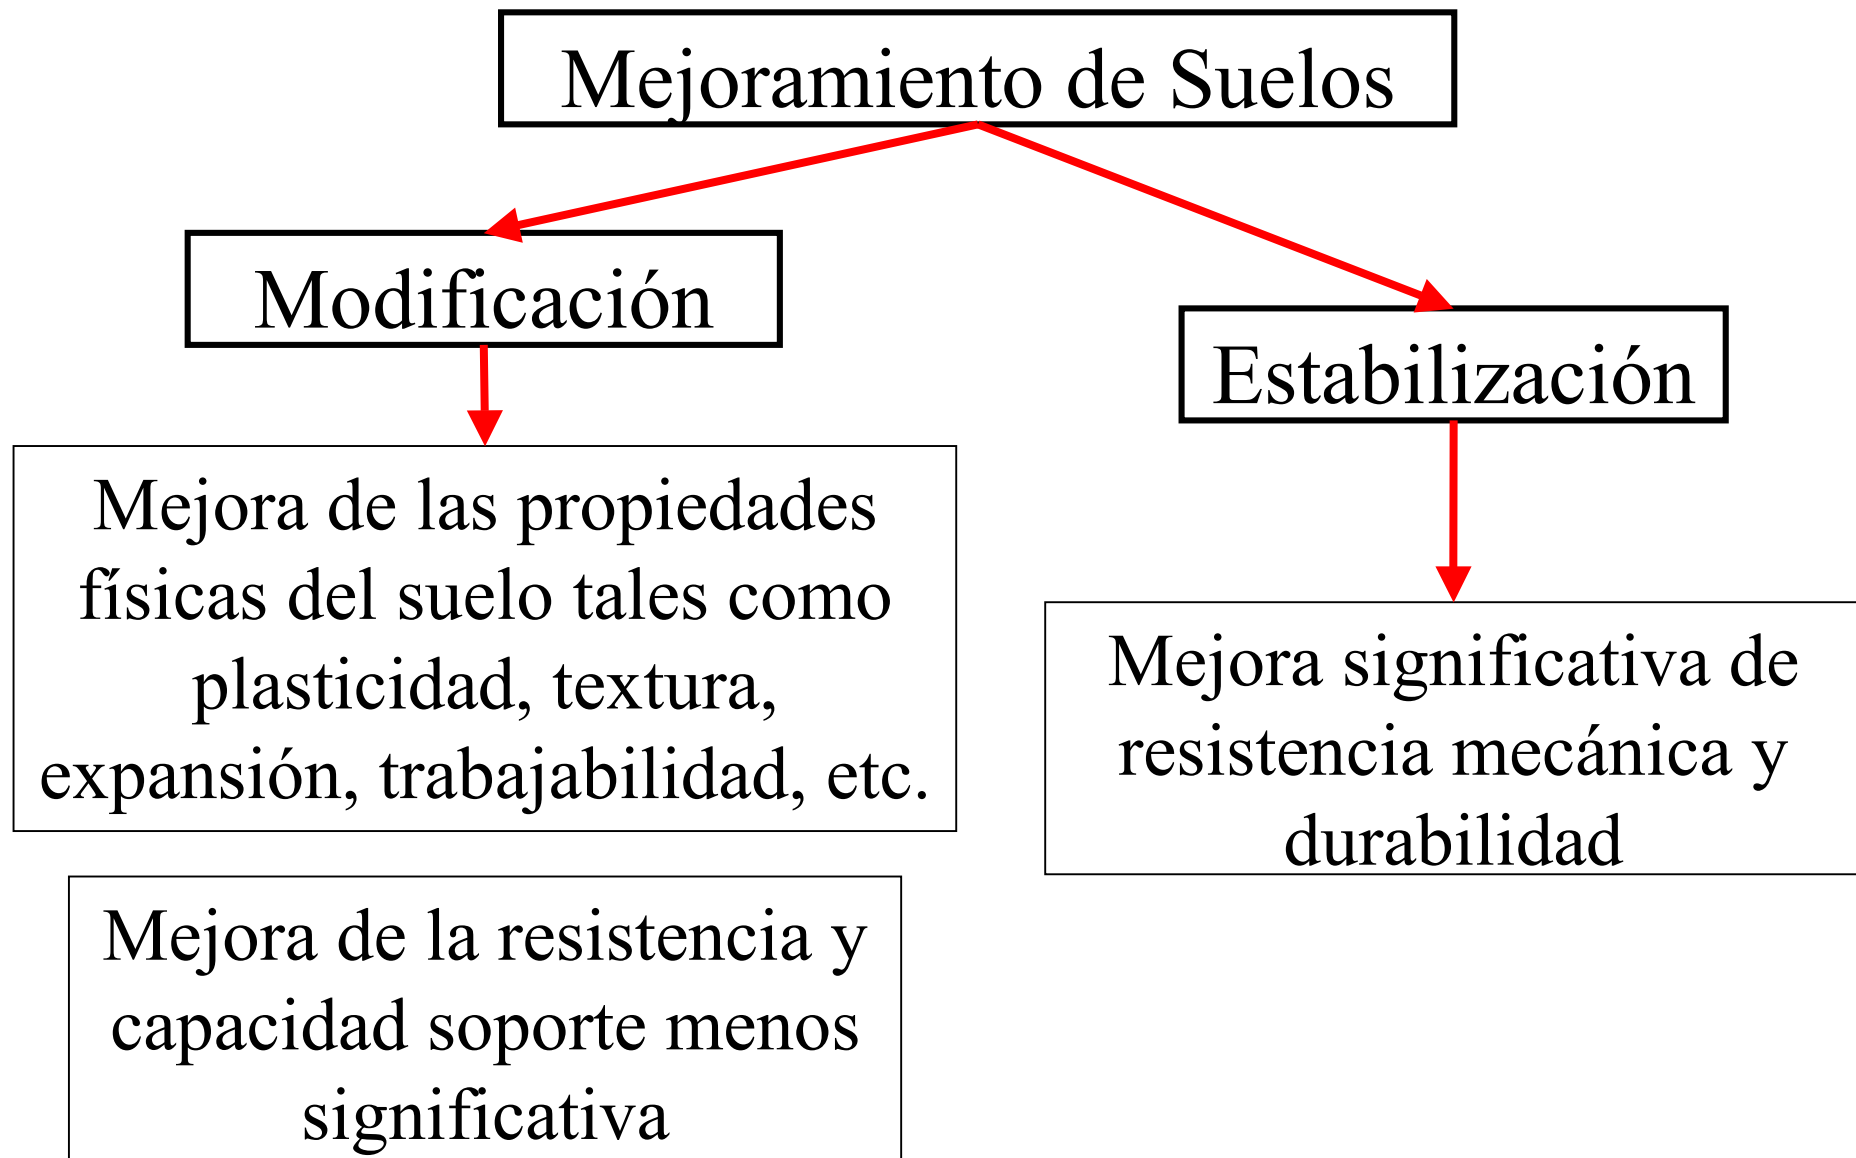 Mejoramiento de Suelos
Modificación
Estabilización
Mejora de las propiedades
físicas del suelo tales como
plasticidad, textura,
expansión, trabajabilidad, etc.
Mejora significativa de
resistencia mecánica y
durabilidad
Mejora de la resistencia y
capacidad soporte menos
significativa